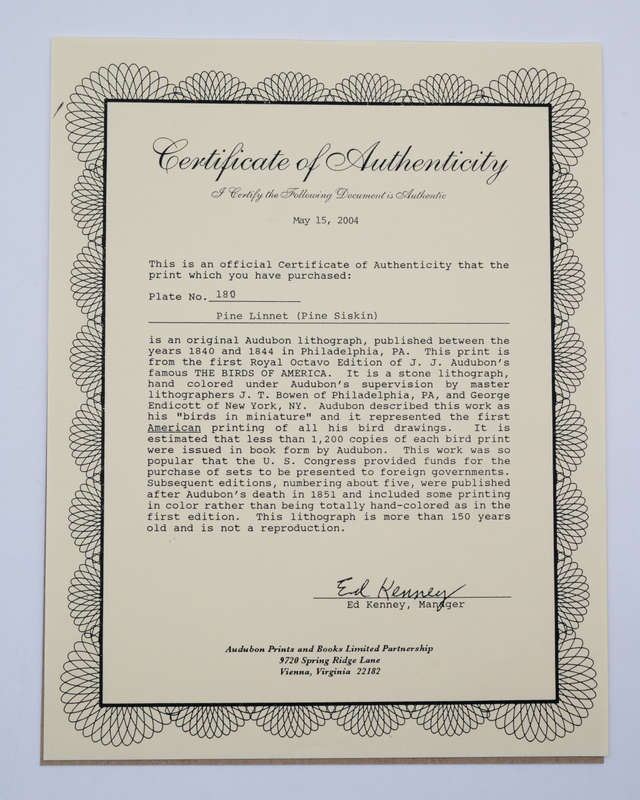 Certificate of Authenticity
I Certify the Following Document is Authentic
May 15, 2004
This is an official Certificate of Authenticity that the
print which you have purchased:
Plate No. 180
Pine Linnet (Pine Siskin)
is an original Audubon lithograph, published between the
years 1840 and 1844 in Philadelphia, PA. This print is
from the first Royal Octavo Edition of J. J. Audubon's
famous THE BIRDS OF AMERICA. It is a stone lithograph,
hand colored under Audubon's supervision by master
lithographers J. T. Bowen of Philadelphia, PA, and George
Endicott of New York, NY. Audubon described this work as
his "birds in miniature" and it represented the first
American printing of all his bird drawings. It is
estimated that less than 1,200 copies of each bird print
were issued in book form by Audubon. This work was so
popular that the U. S. Congress provided funds for the
purchase of sets to be presented to foreign governments.
Subsequent editions, numbering about five, were published
after Audubon's death in 1851 and included some printing
in color rather than being totally hand-colored as in the
first edition. This lithograph is more than 150 years
old and is not a reproduction.
Ed Kenney
Ed Kenney, Manager
Audubon Prints and Books Limited Partnership
9720 Spring Ridge Lane
Vienna, Virginia 22182